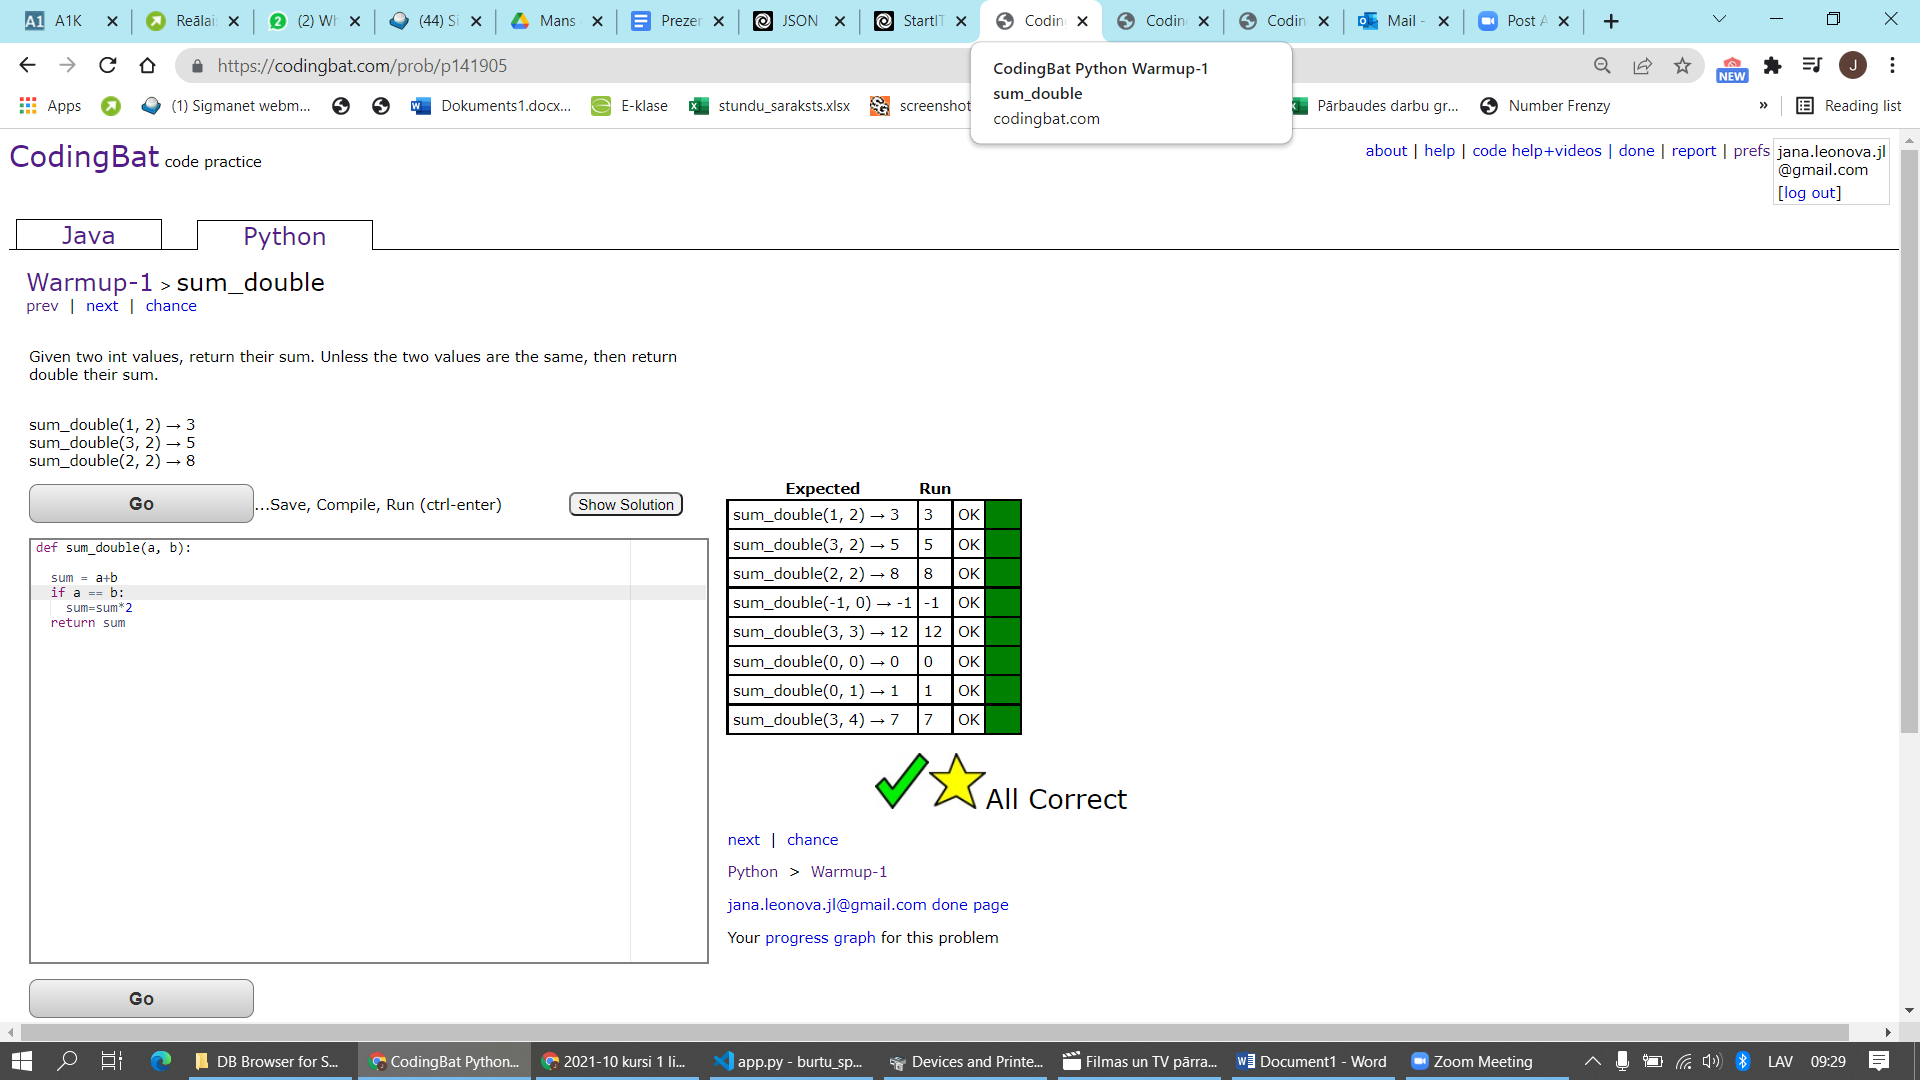 A1 A1K
Reālai
2 (2) Wh
(44) Si
Mans
Prezer
JSON
StartIT
Codin
Codin
Codin
Mail -
Post A
https://codingbat.com/prob/p141905
NEW
J
CodingBat Python Warmup-1
sum_double
codingbat.com
Apps
(1) Sigmanet webm...
Dokuments1.docx...
E-klase
stundu_saraksts.xlsx
screenshot
Pārbaudes darbu gr...
Number Frenzy
»
Reading list
CodingBat code practice
about | help | code help+videos | done | report | prefs
jana.leonova.jl
@gmail.com
[log out]
Java
Python
Warmup-1 > sum_double
prev | next | chance
Given two int values, return their sum. Unless the two values are the same, then return
double their sum.
sum_double(1, 2) → 3
sum_double(3, 2) → 5
sum_double(2, 2) → 8
Go
...Save, Compile, Run (ctrl-enter)
Show Solution
def sum_double(a, b):
sum = a+b
if a == b:
sum=sum*2
return sum
Go
Expected Run
sum_double(1, 2) → 3 3 OK
sum_double(3, 2) → 5 5 OK
sum_double(2, 2) → 8 8 OK
sum_double(-1, 0) → -1 -1 OK
sum_double(3, 3) → 12 12 OK
sum_double(0, 0) → 0 0 OK
sum_double(0, 1) → 1 1 OK
sum_double(3, 4) → 7 7 OK
All Correct
next | chance
Python > Warmup-1
jana.leonova.jl@gmail.com done page
Your progress graph for this problem
DB Browser for S...
CodingBat Python...
2021-10 kursi 1 li...
app.py - burtu_sp...
Devices and Printe...
Filmas un TV pārra...
Document1 - Word
Zoom Meeting
LAV
09:29